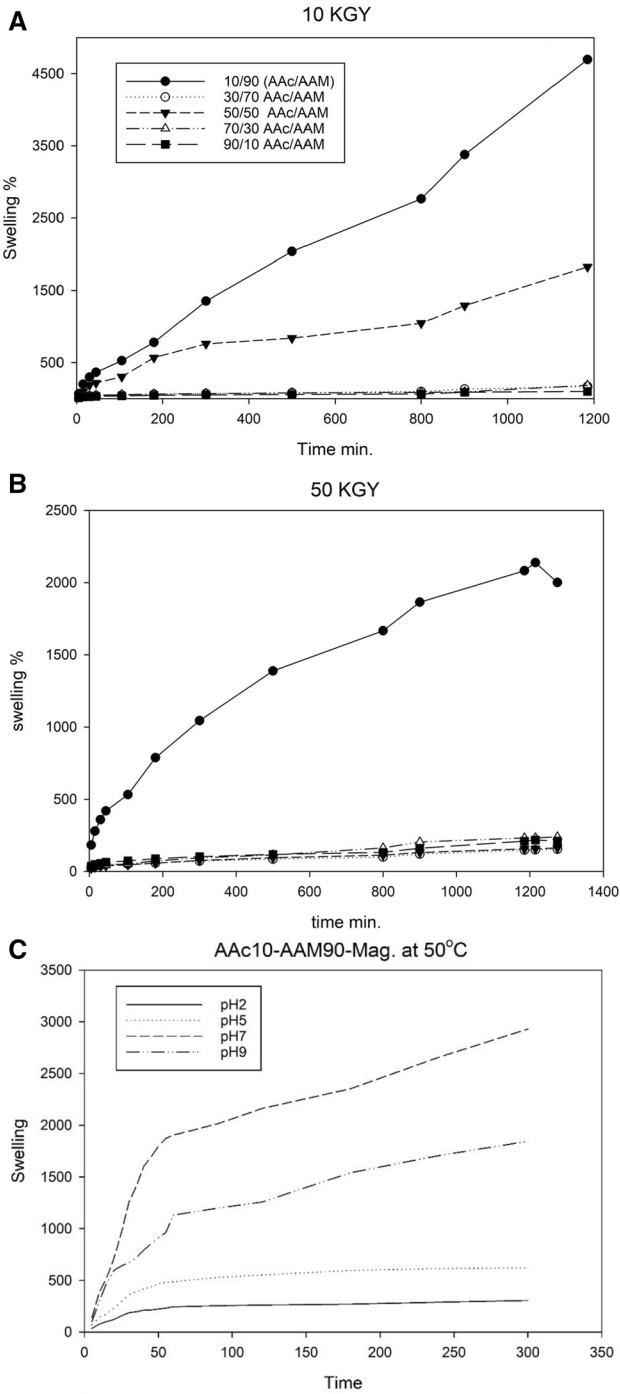 A
10 KGY
4500
3500
2500
1500
500
Swelling %
10/90 (AAc/AAM)
30/70 AAc/AAM
50/50 AAc/AAM
70/30 AAc/AAM
90/10 AAc/AAM
0 200 400 600 800 1000 1200
Time min.
B
50 KGY
2500
2000
1500
1000
500
0
swelling %
0 200 400 600 800 1000 1200 1400
time min.
C
AAc10-AAM90-Mag. at 50°C
3500
3000
2500
2000
1500
1000
500
0
Swelling
pH2
pH5
pH7
pH9
0 50 100 150 200 250 300 350
Time